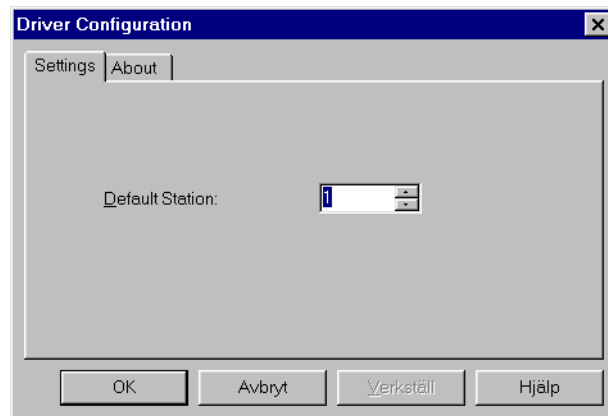 Driver Configuration
Settings About
Default Station: 1
OK Avbryt Verkställ Hjälp